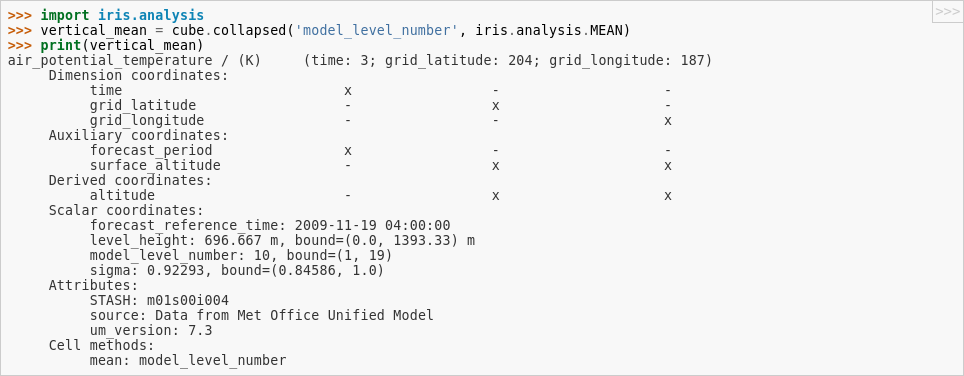 >>>
>>> import iris.analysis
>>> vertical_mean = cube.collapsed('model_level_number', iris.analysis.MEAN)
>>> print(vertical_mean)
air_potential_temperature / (K)     (time: 3; grid_latitude: 204; grid_longitude: 187)
     Dimension coordinates:
          time                           x                 -                    -
          grid_latitude                  -                 x                    -
          grid_longitude                 -                 -                    x
     Auxiliary coordinates:
          forecast_period                x                 -                    -
          surface_altitude               -                 x                    x
     Derived coordinates:
          altitude                       -                 x                    x
     Scalar coordinates:
          forecast_reference_time: 2009-11-19 04:00:00
          level_height: 696.667 m, bound=(0.0, 1393.33) m
          model_level_number: 10, bound=(1, 19)
          sigma: 0.92293, bound=(0.84586, 1.0)
     Attributes:
          STASH: m01s00i004
          source: Data from Met Office Unified Model
          um_version: 7.3
     Cell methods:
          mean: model_level_number